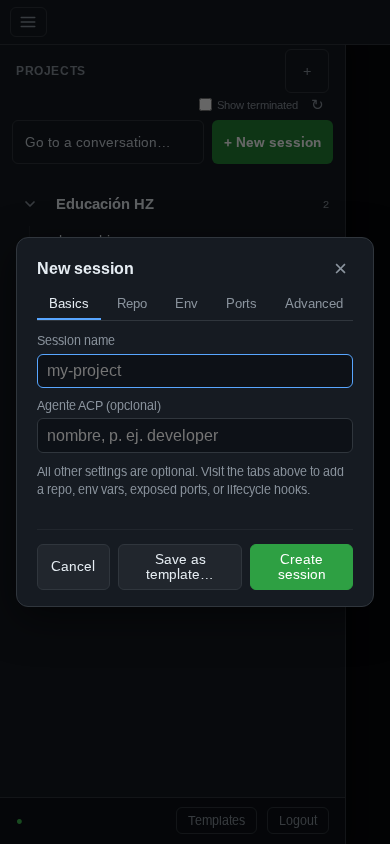 PROJECTS
+
Show terminated ↻
Go to a conversation…
+ New session
Educación HZ
2
New session
×
Basics Repo Env Ports Advanced
Session name
my-project
Agente ACP (opcional)
nombre, p. ej. developer
All other settings are optional. Visit the tabs above to add
a repo, env vars, exposed ports, or lifecycle hooks.
Cancel
Save as
template…
Create
session
Templates
Logout